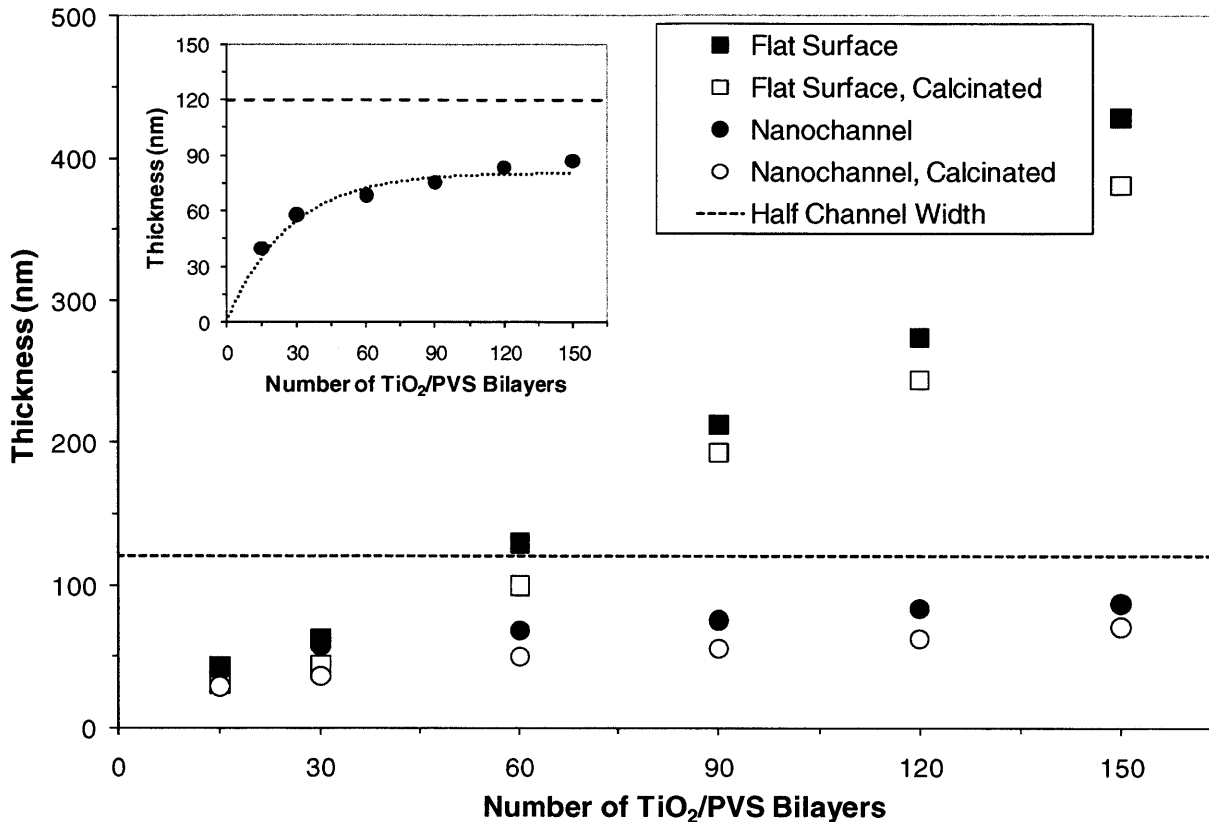 500
400
300
200
100
0
Thickness (nm)
0
30
60
90
120
150
Number of TiO₂/PVS Bilayers
150
120
90
60
30
0
Thickness (nm)
0
30
60
90
120
150
Number of TiO₂/PVS Bilayers
Flat Surface
Flat Surface, Calcinated
Nanochannel
Nanochannel, Calcinated
Half Channel Width